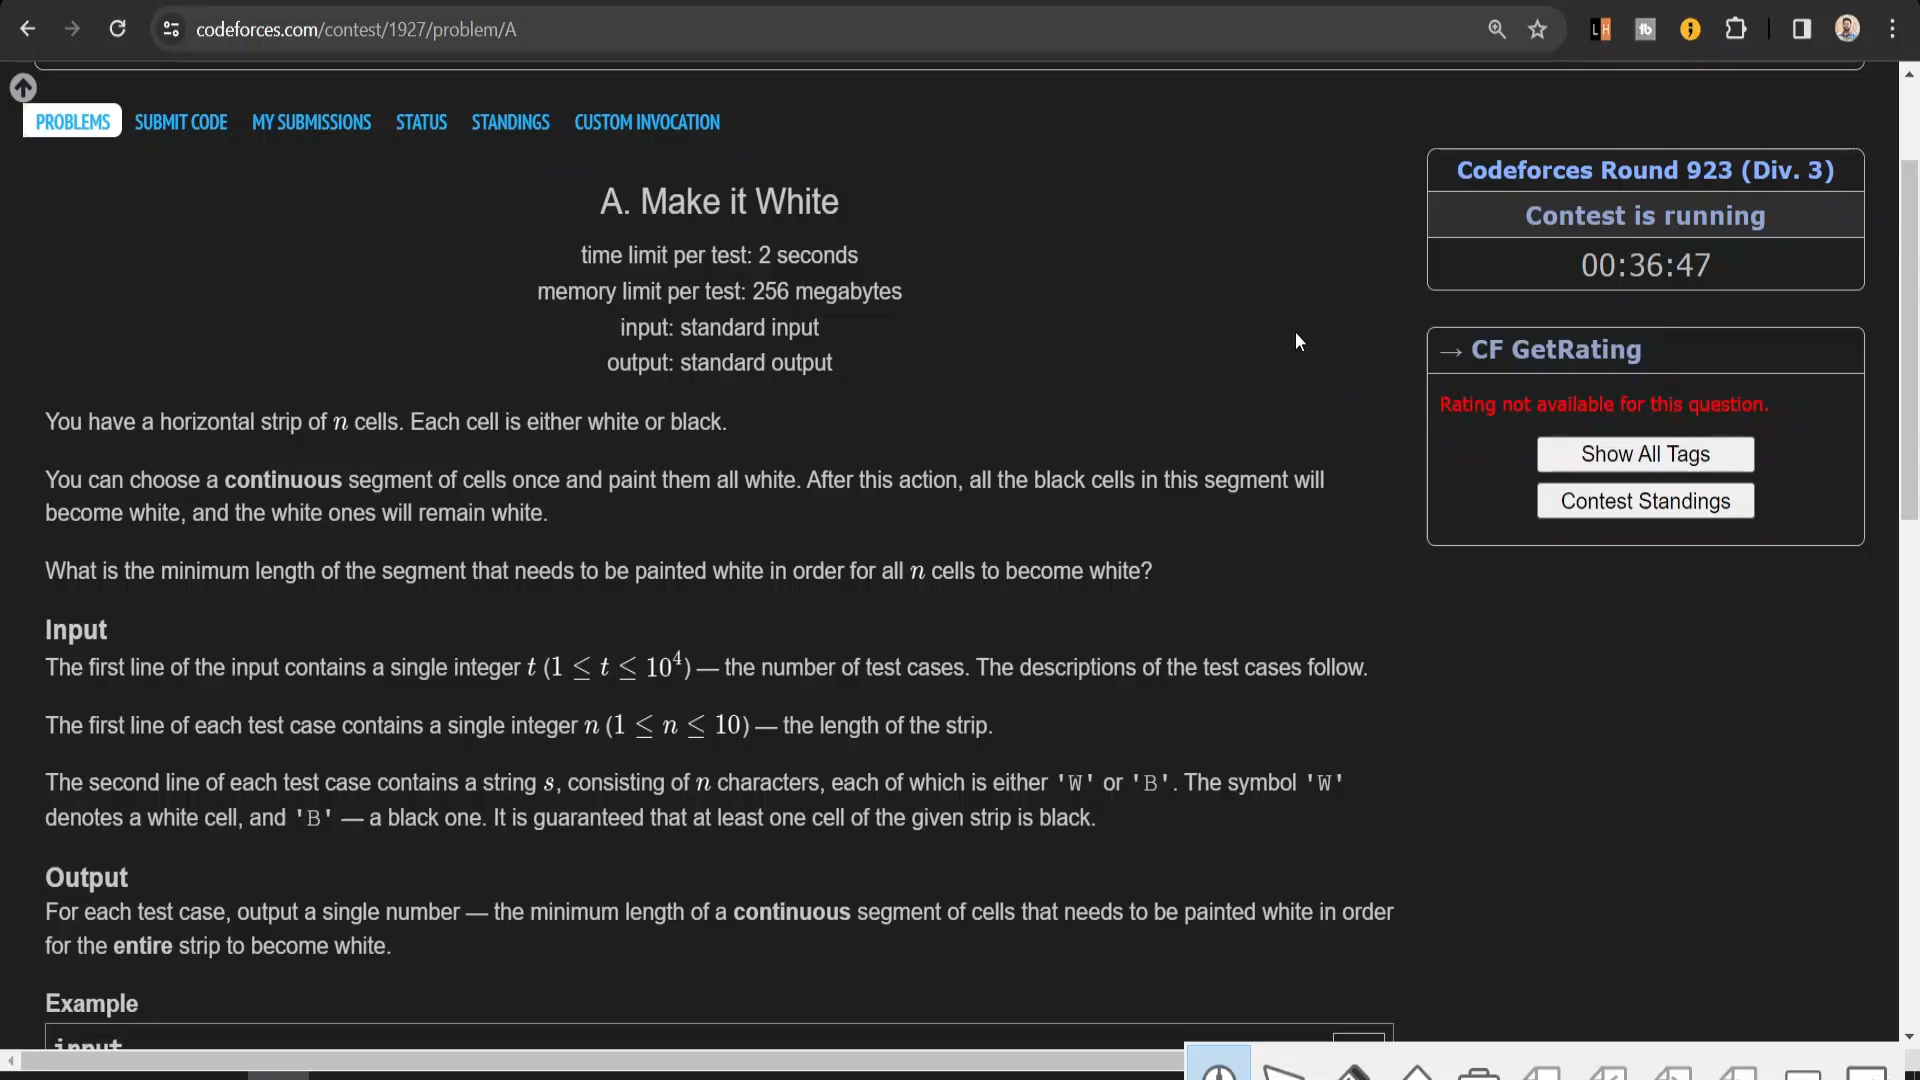 codeforces.com/contest/1927/problem/A
PROBLEMS SUBMIT CODE MY SUBMISSIONS STATUS STANDINGS CUSTOM INVOCATION
A. Make it White
time limit per test: 2 seconds
memory limit per test: 256 megabytes
input: standard input
output: standard output
You have a horizontal strip of n cells. Each cell is either white or black.
You can choose a continuous segment of cells once and paint them all white. After this action, all the black cells in this segment will
become white, and the white ones will remain white.
What is the minimum length of the segment that needs to be painted white in order for all n cells to become white?
Input
The first line of the input contains a single integer t (1 ≤ t ≤ 10⁴) — the number of test cases. The descriptions of the test cases follow.
The first line of each test case contains a single integer n (1 ≤ n ≤ 10) — the length of the strip.
The second line of each test case contains a string s, consisting of n characters, each of which is either 'W' or 'B'. The symbol 'W'
denotes a white cell, and 'B' — a black one. It is guaranteed that at least one cell of the given strip is black.
Output
For each test case, output a single number — the minimum length of a continuous segment of cells that needs to be painted white in order
for the entire strip to become white.
Example
input
Codeforces Round 923 (Div. 3)
Contest is running
00:36:47
→ CF GetRating
Rating not available for this question.
Show All Tags
Contest Standings